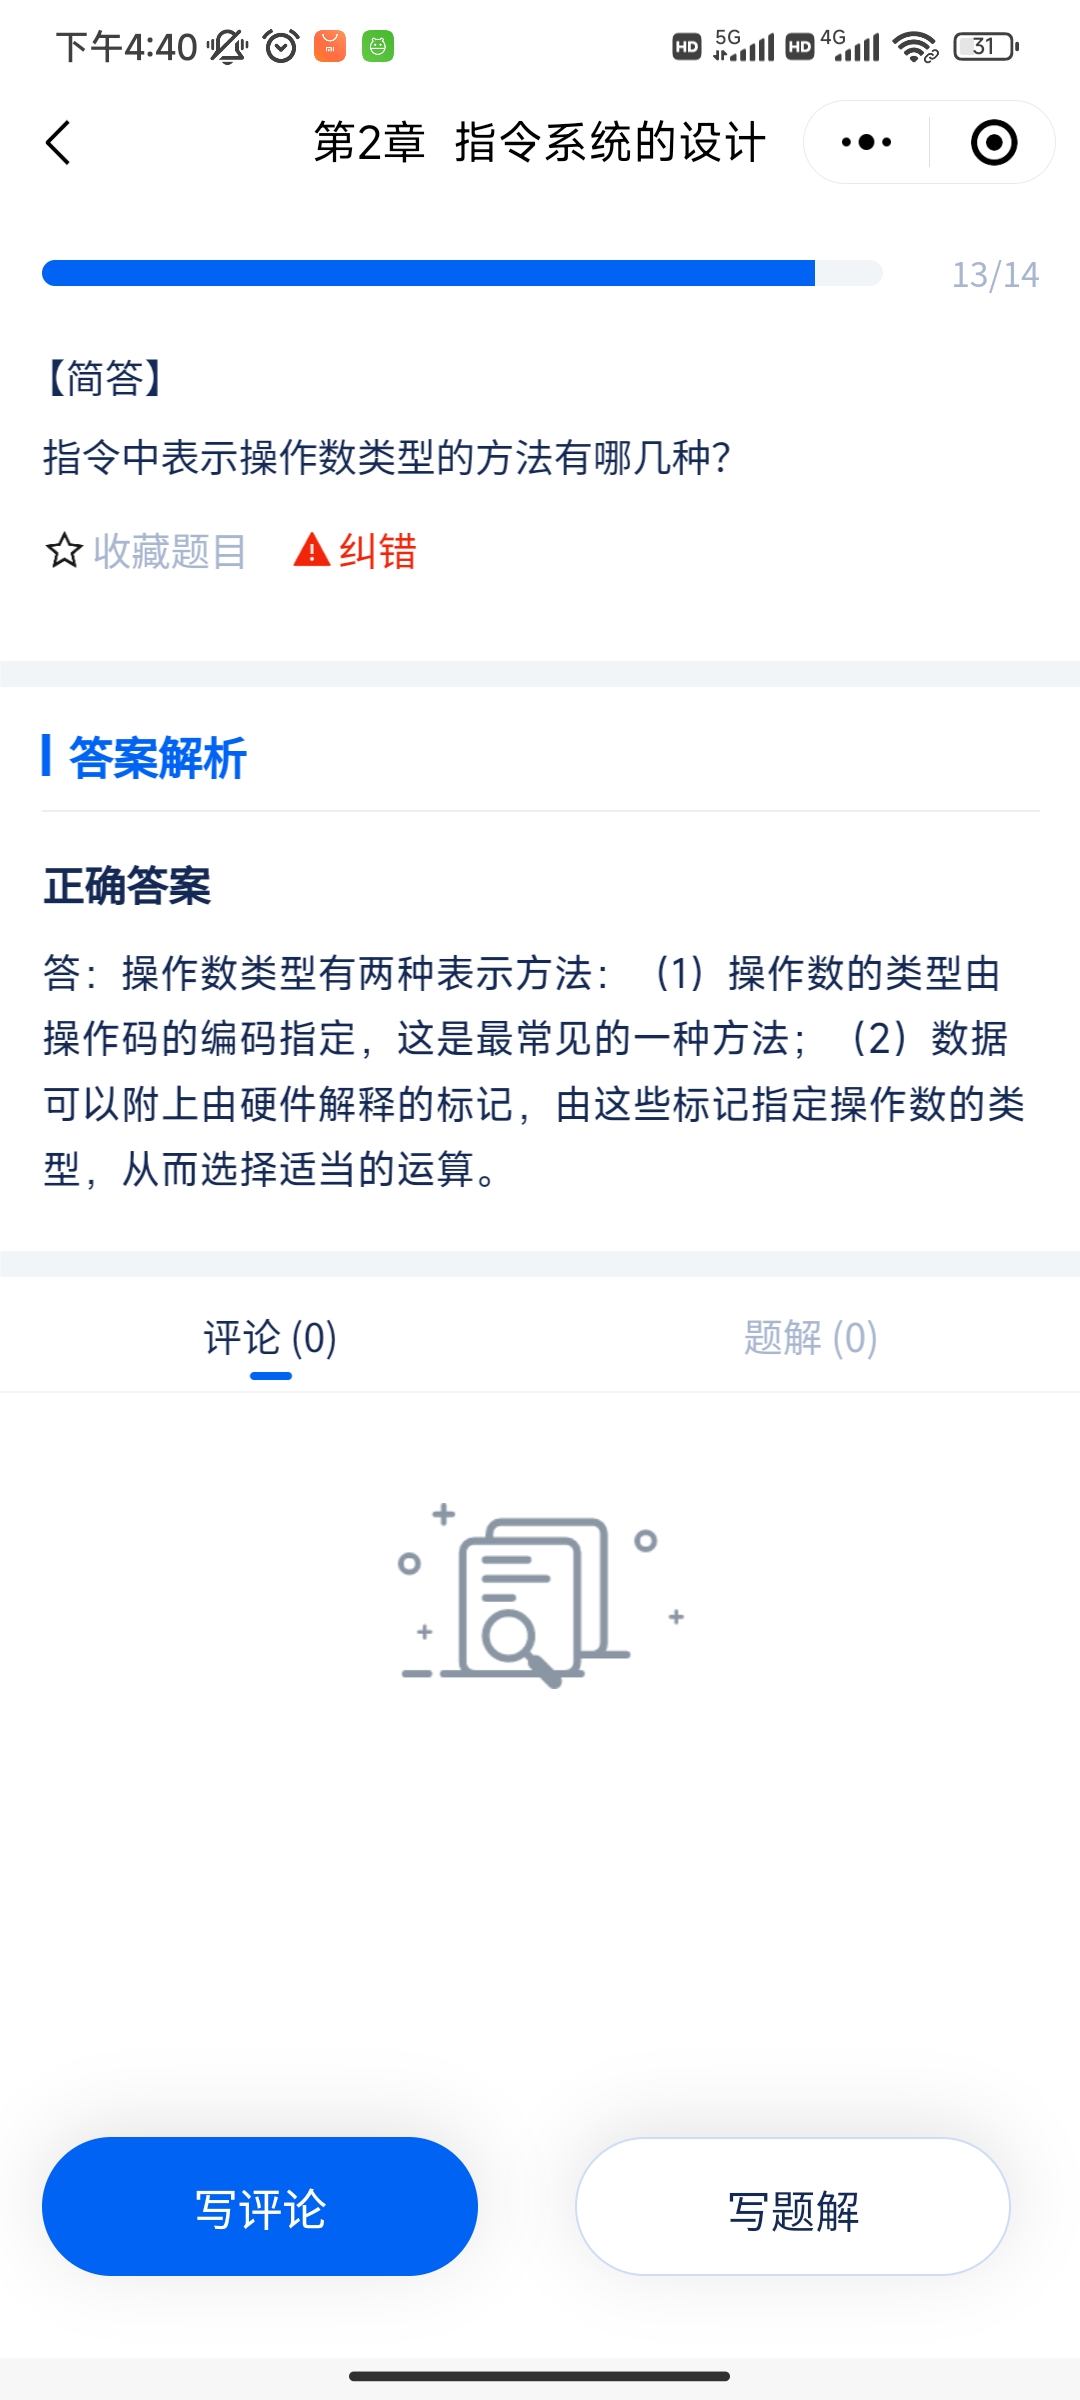 下午4:40
HD 5G HD 4G 31
第2章 指令系统的设计
13/14
【简答】
指令中表示操作数类型的方法有哪几种？
收藏题目 纠错
答案解析
正确答案
答：操作数类型有两种表示方法：（1）操作数的类型由
操作码的编码指定，这是最常见的一种方法；（2）数据
可以附上由硬件解释的标记，由这些标记指定操作数的类
型，从而选择适当的运算。
评论 (0) 题解 (0)
写评论 写题解